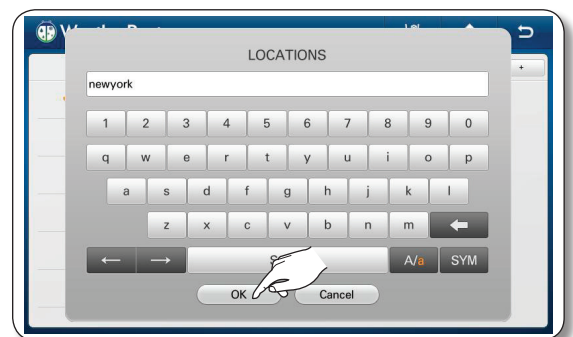 LOCATIONS
+
newyork
1 2 3 4 5 6 7 8 9 0
q w e r t y u i o p
a s d f g h j k l
z x c v b n m
← → A/a SYM
OK Cancel